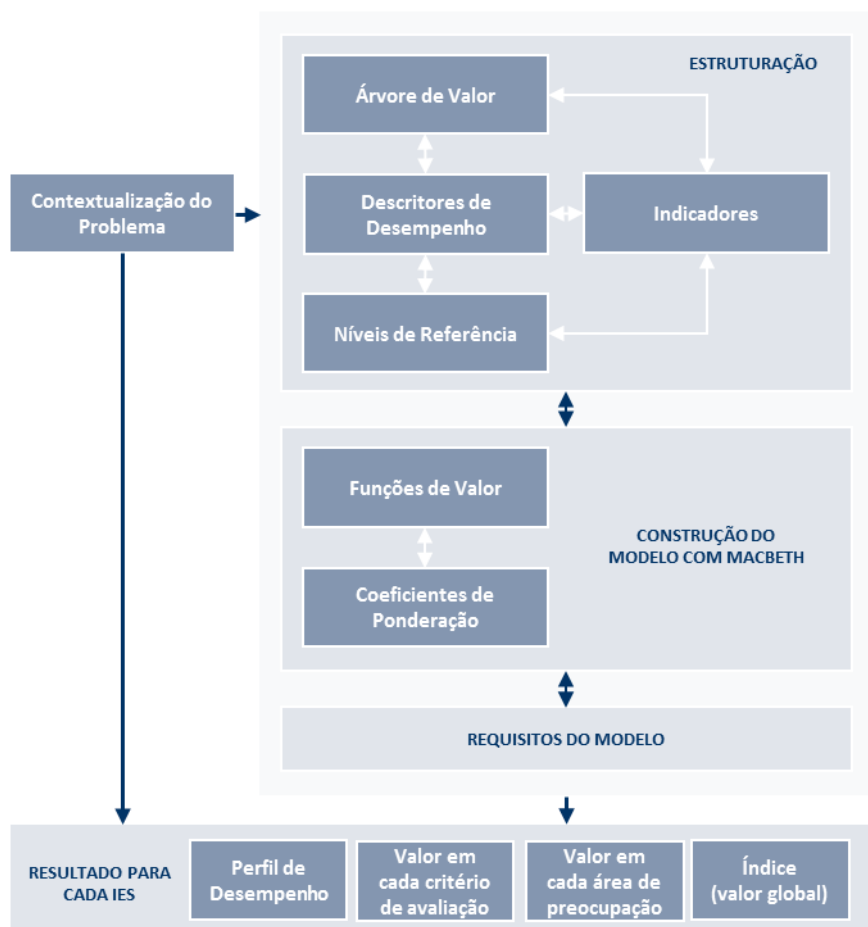 ESTRUTURAÇÃO
Árvore de Valor
Contextualização do
Problema
Descritores de
Desempenho
Indicadores
Níveis de Referência
Funções de Valor
CONSTRUÇÃO DO
MODELO COM MACBETH
Coeficientes de
Ponderação
REQUISITOS DO MODELO
RESULTADO PARA
CADA IES
Perfil de
Desempenho
Valor em
cada critério
de avaliação
Valor em
cada área de
preocupação
Índice
(valor global)